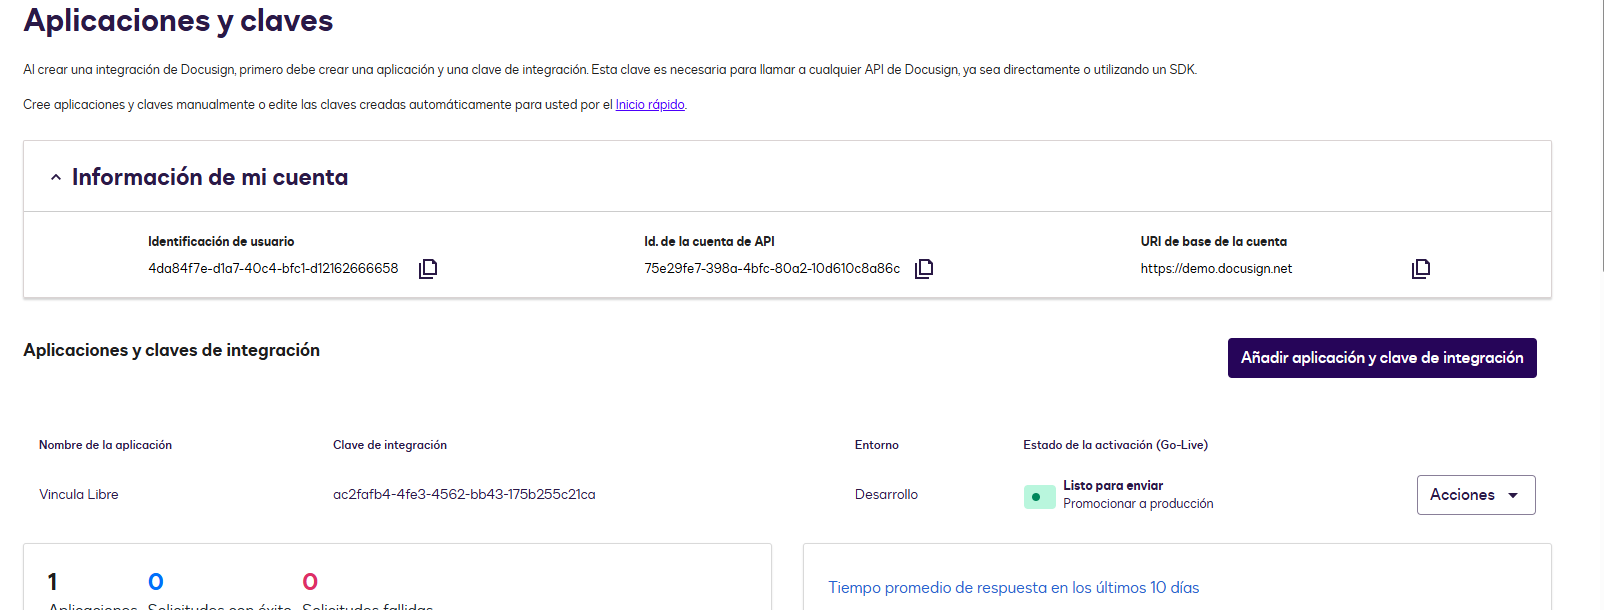 Aplicaciones y claves
Al crear una integración de Docusign, primero debe crear una aplicación y una clave de integración. Esta clave es necesaria para llamar a cualquier API de Docusign, ya sea directamente o utilizando un SDK.
Cree aplicaciones y claves manualmente o edite las claves creadas automáticamente para usted por el Inicio rápido.
Información de mi cuenta
Identificación de usuario
4da84f7e-d1a7-40c4-bfc1-d12162666658
Id. de la cuenta de API
75e29fe7-398a-4bfc-80a2-10d610c8a86c
URI de base de la cuenta
https://demo.docusign.net
Aplicaciones y claves de integración
Añadir aplicación y clave de integración
Nombre de la aplicación Clave de integración Entorno Estado de la activación (Go-Live)
Vincula Libre ac2fafb4-4fe3-4562-bb43-175b255c21ca Desarrollo
Listo para enviar
Promocionar a producción
Acciones
1 0 0
Aplicaciones Solicitudes con éxito Solicitudes fallidas
Tiempo promedio de respuesta en los últimos 10 días